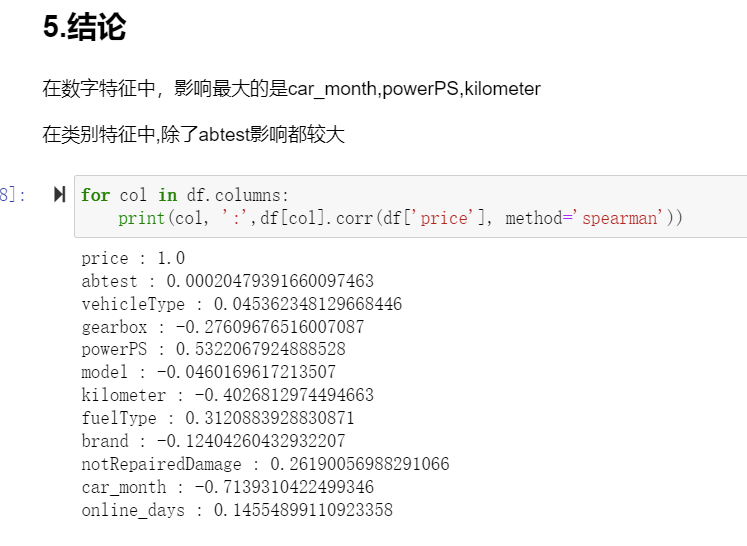 5.结论
在数字特征中，影响最大的是car_month,powerPS,kilometer
在类别特征中,除了abtest影响都较大
8]:
for col in df.columns:
    print(col, ':',df[col].corr(df['price'], method='spearman'))
price : 1.0
abtest : 0.00020479391660097463
vehicleType : 0.045362348129668446
gearbox : -0.27609676516007087
powerPS : 0.5322067924888528
model : -0.0460169617213507
kilometer : -0.4026812974494663
fuelType : 0.3120883928830871
brand : -0.12404260432932207
notRepairedDamage : 0.26190056988291066
car_month : -0.7139310422499346
online_days : 0.14554899110923358